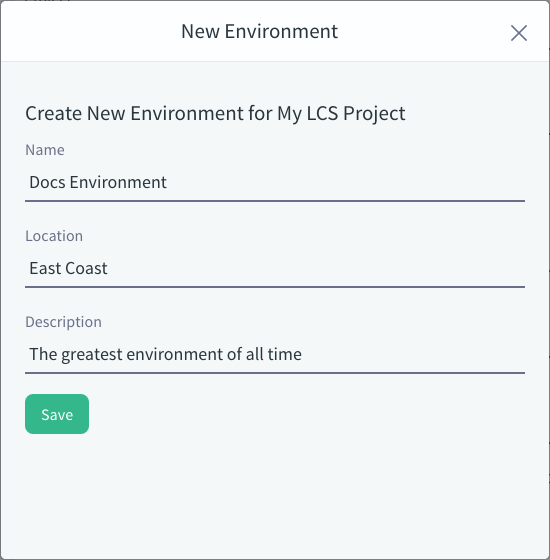 New Environment
Create New Environment for My LCS Project
Name
Docs Environment
Location
East Coast
Description
The greatest environment of all time
Save